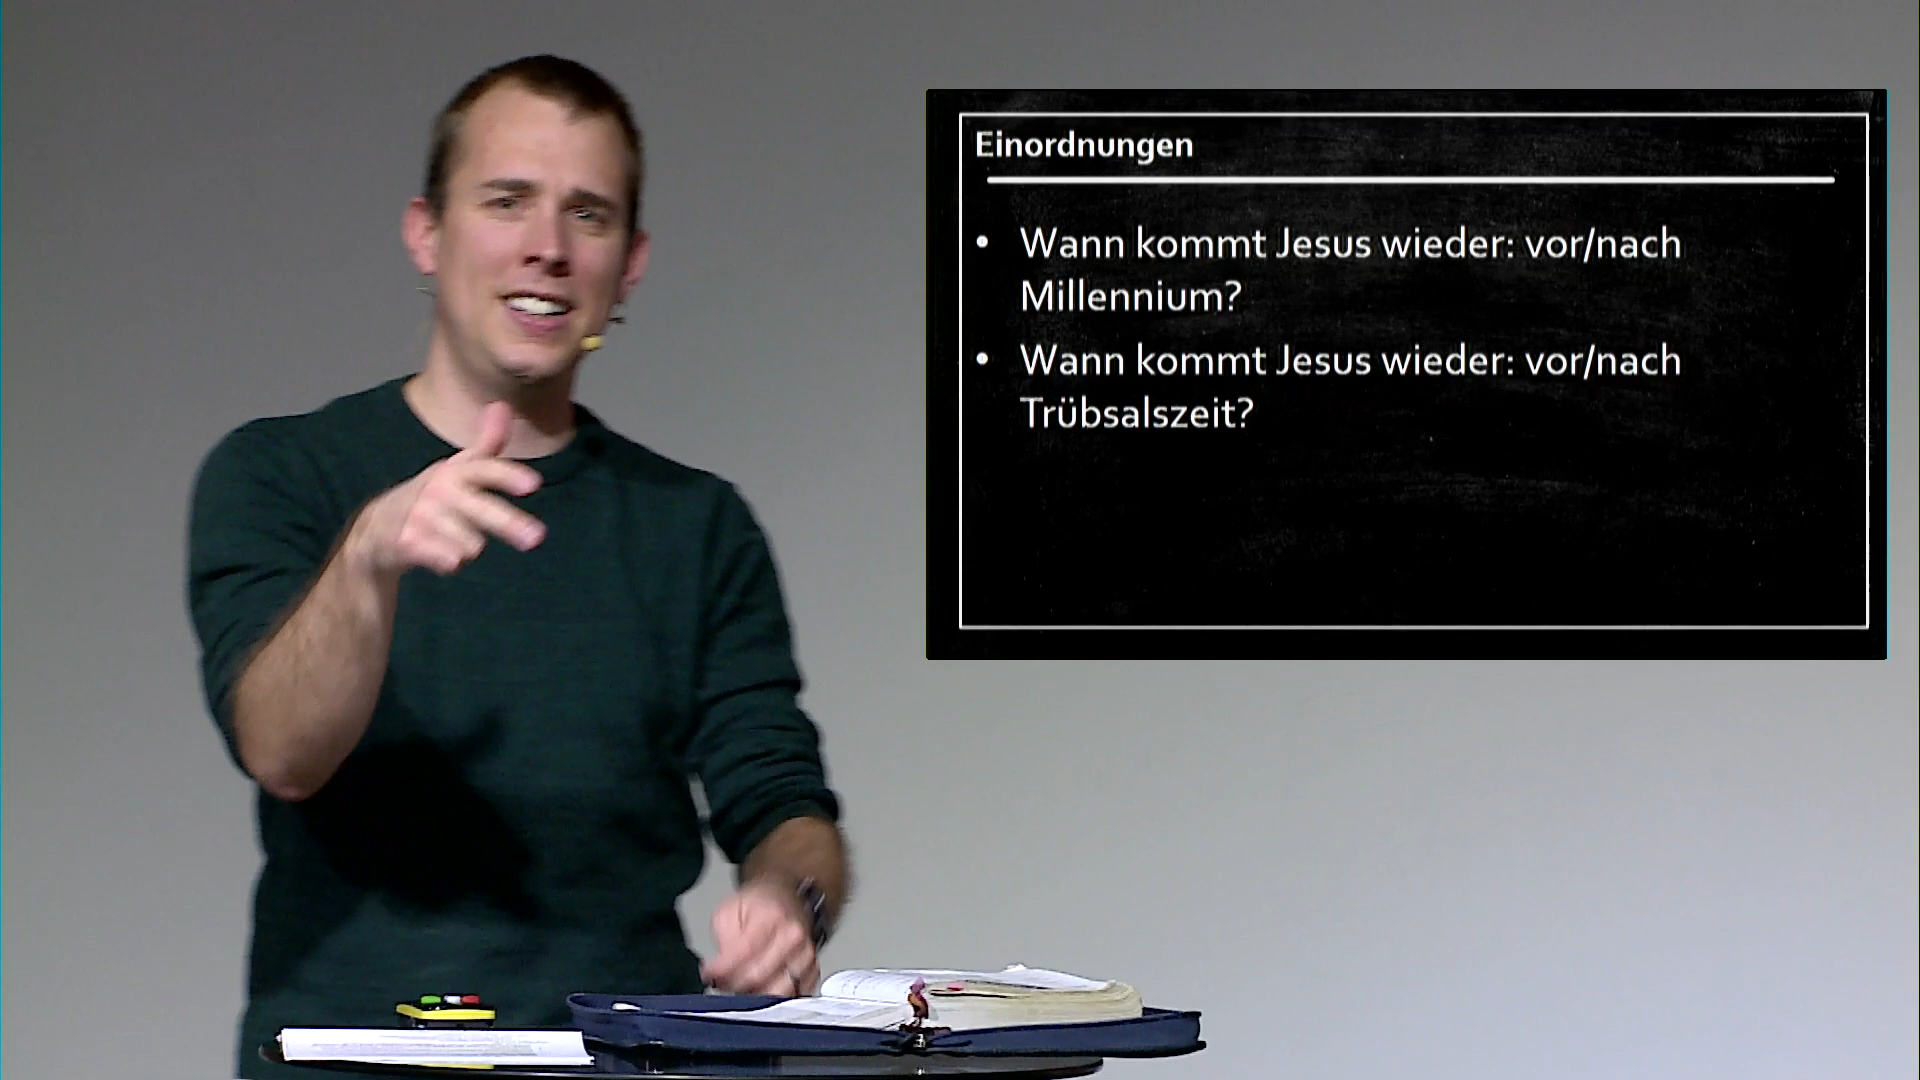 Einordnungen
• Wann kommt Jesus wieder: vor/nach
Millennium?
• Wann kommt Jesus wieder: vor/nach
Trübsalszeit?